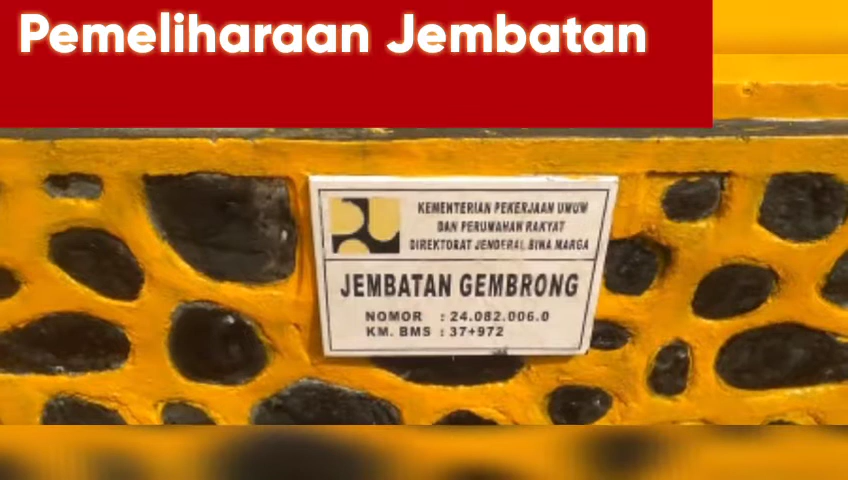 Pemeliharaan Jembatan
KEMENTERIAN PEKERJAAN UMUM
DAN PERUMAHAN RAKYAT
DIREKTORAT JENDERAL BINA MARGA
JEMBATAN GEMBRONG
NOMOR : 24.082.006.0
KM. BMS : 37+972